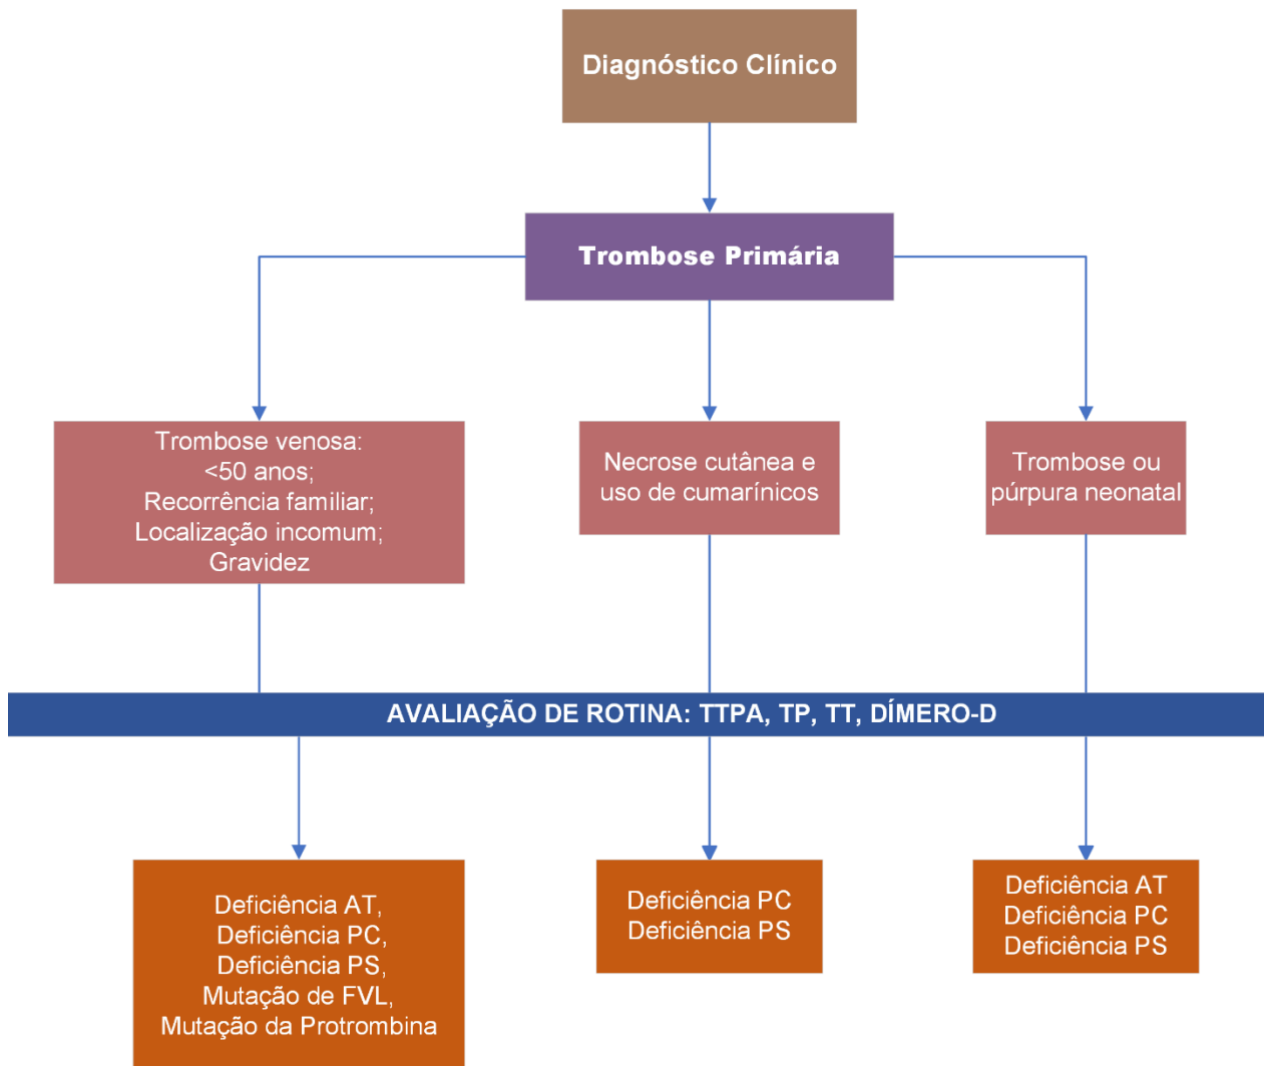 Diagnóstico Clínico
Trombose Primária
Trombose venosa:
<50 anos;
Recorrência familiar;
Localização incomum;
Gravidez
Necrose cutânea e
uso de cumarínicos
Trombose ou
púrpura neonatal
AVALIAÇÃO DE ROTINA: TTPA, TP, TT, DÍMERO-D
Deficiência AT,
Deficiência PC,
Deficiência PS,
Mutação de FVL,
Mutação da Protrombina
Deficiência PC
Deficiência PS
Deficiência AT
Deficiência PC
Deficiência PS